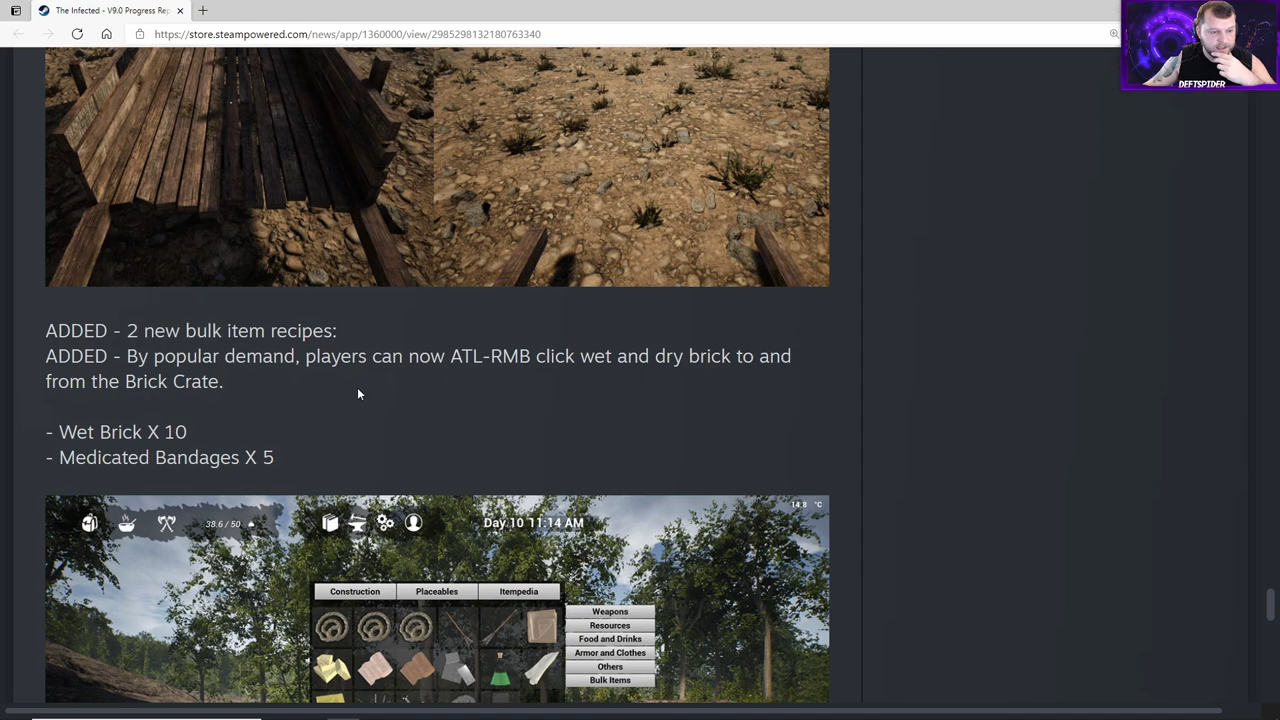 The Infected - V9.0 Progress Rep
https://store.steampowered.com/news/app/1360000/view/2985298132180763340
DEFTSPIDER
ADDED - 2 new bulk item recipes:
ADDED - By popular demand, players can now ATL-RMB click wet and dry brick to and
from the Brick Crate.
- Wet Brick X 10
- Medicated Bandages X 5
14.8 °C
38.6 / 50
Day 10 11:14 AM
Construction
Placeables
Itempedia
Weapons
Resources
Food and Drinks
Armor and Clothes
Others
Bulk Items